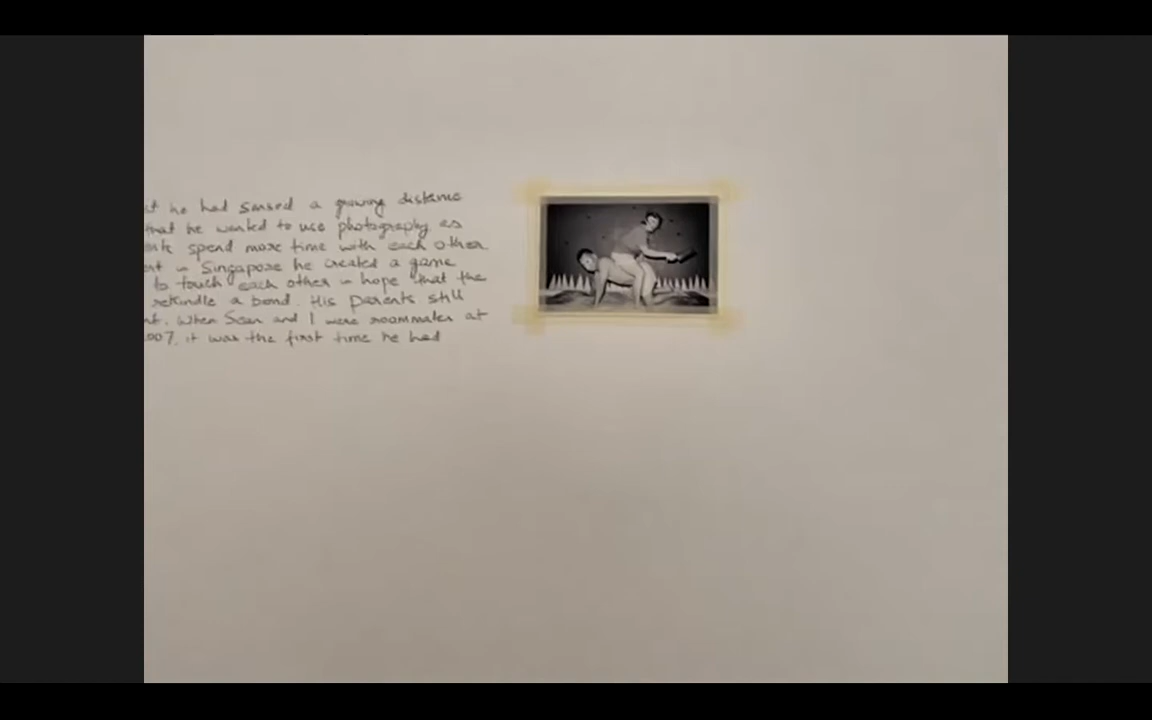 he had sensed a growing distance
that he wanted to use photography as
spend more time with each other.
in Singapore he created a game
to touch each other in hope that the
rekindle a bond. His parents still
. When Sean and I were roommates at
007, it was the first time he had